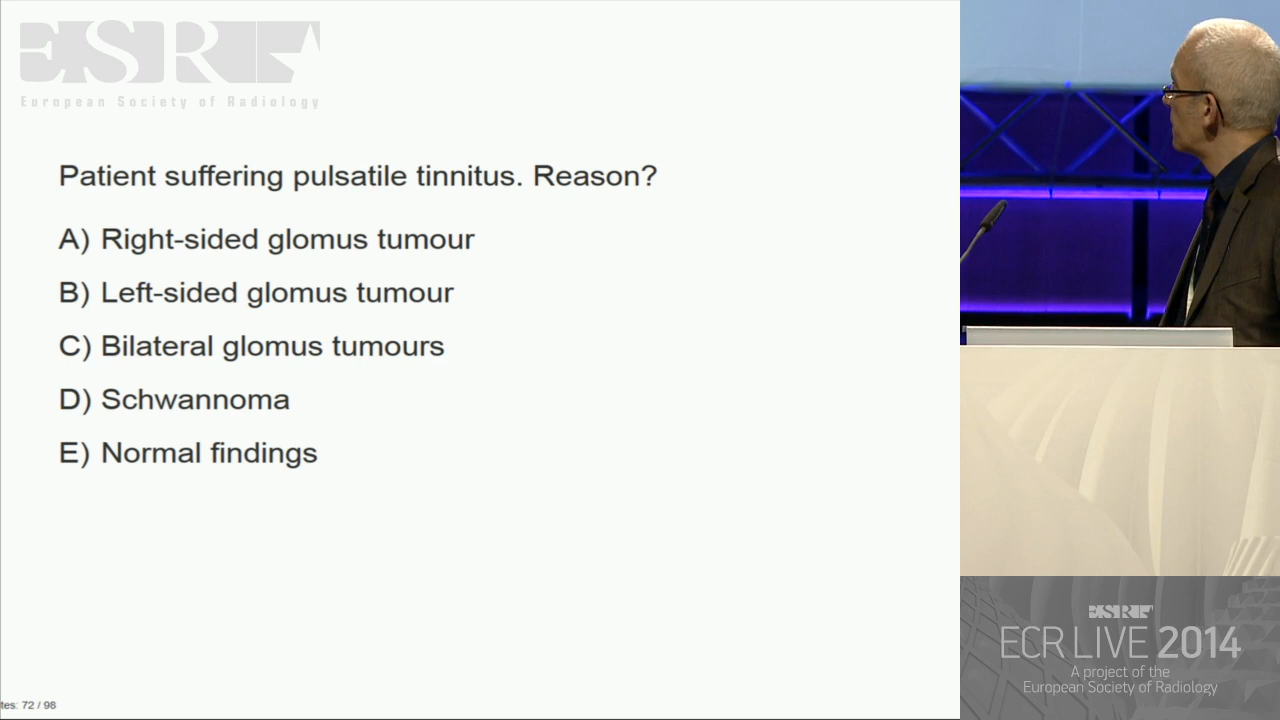 ESR
European Society of Radiology
Patient suffering pulsatile tinnitus. Reason?
A) Right-sided glomus tumour
B) Left-sided glomus tumour
C) Bilateral glomus tumours
D) Schwannoma
E) Normal findings
tes: 72 / 98
ESR
ECR LIVE 2014
A project of the
European Society of Radiology